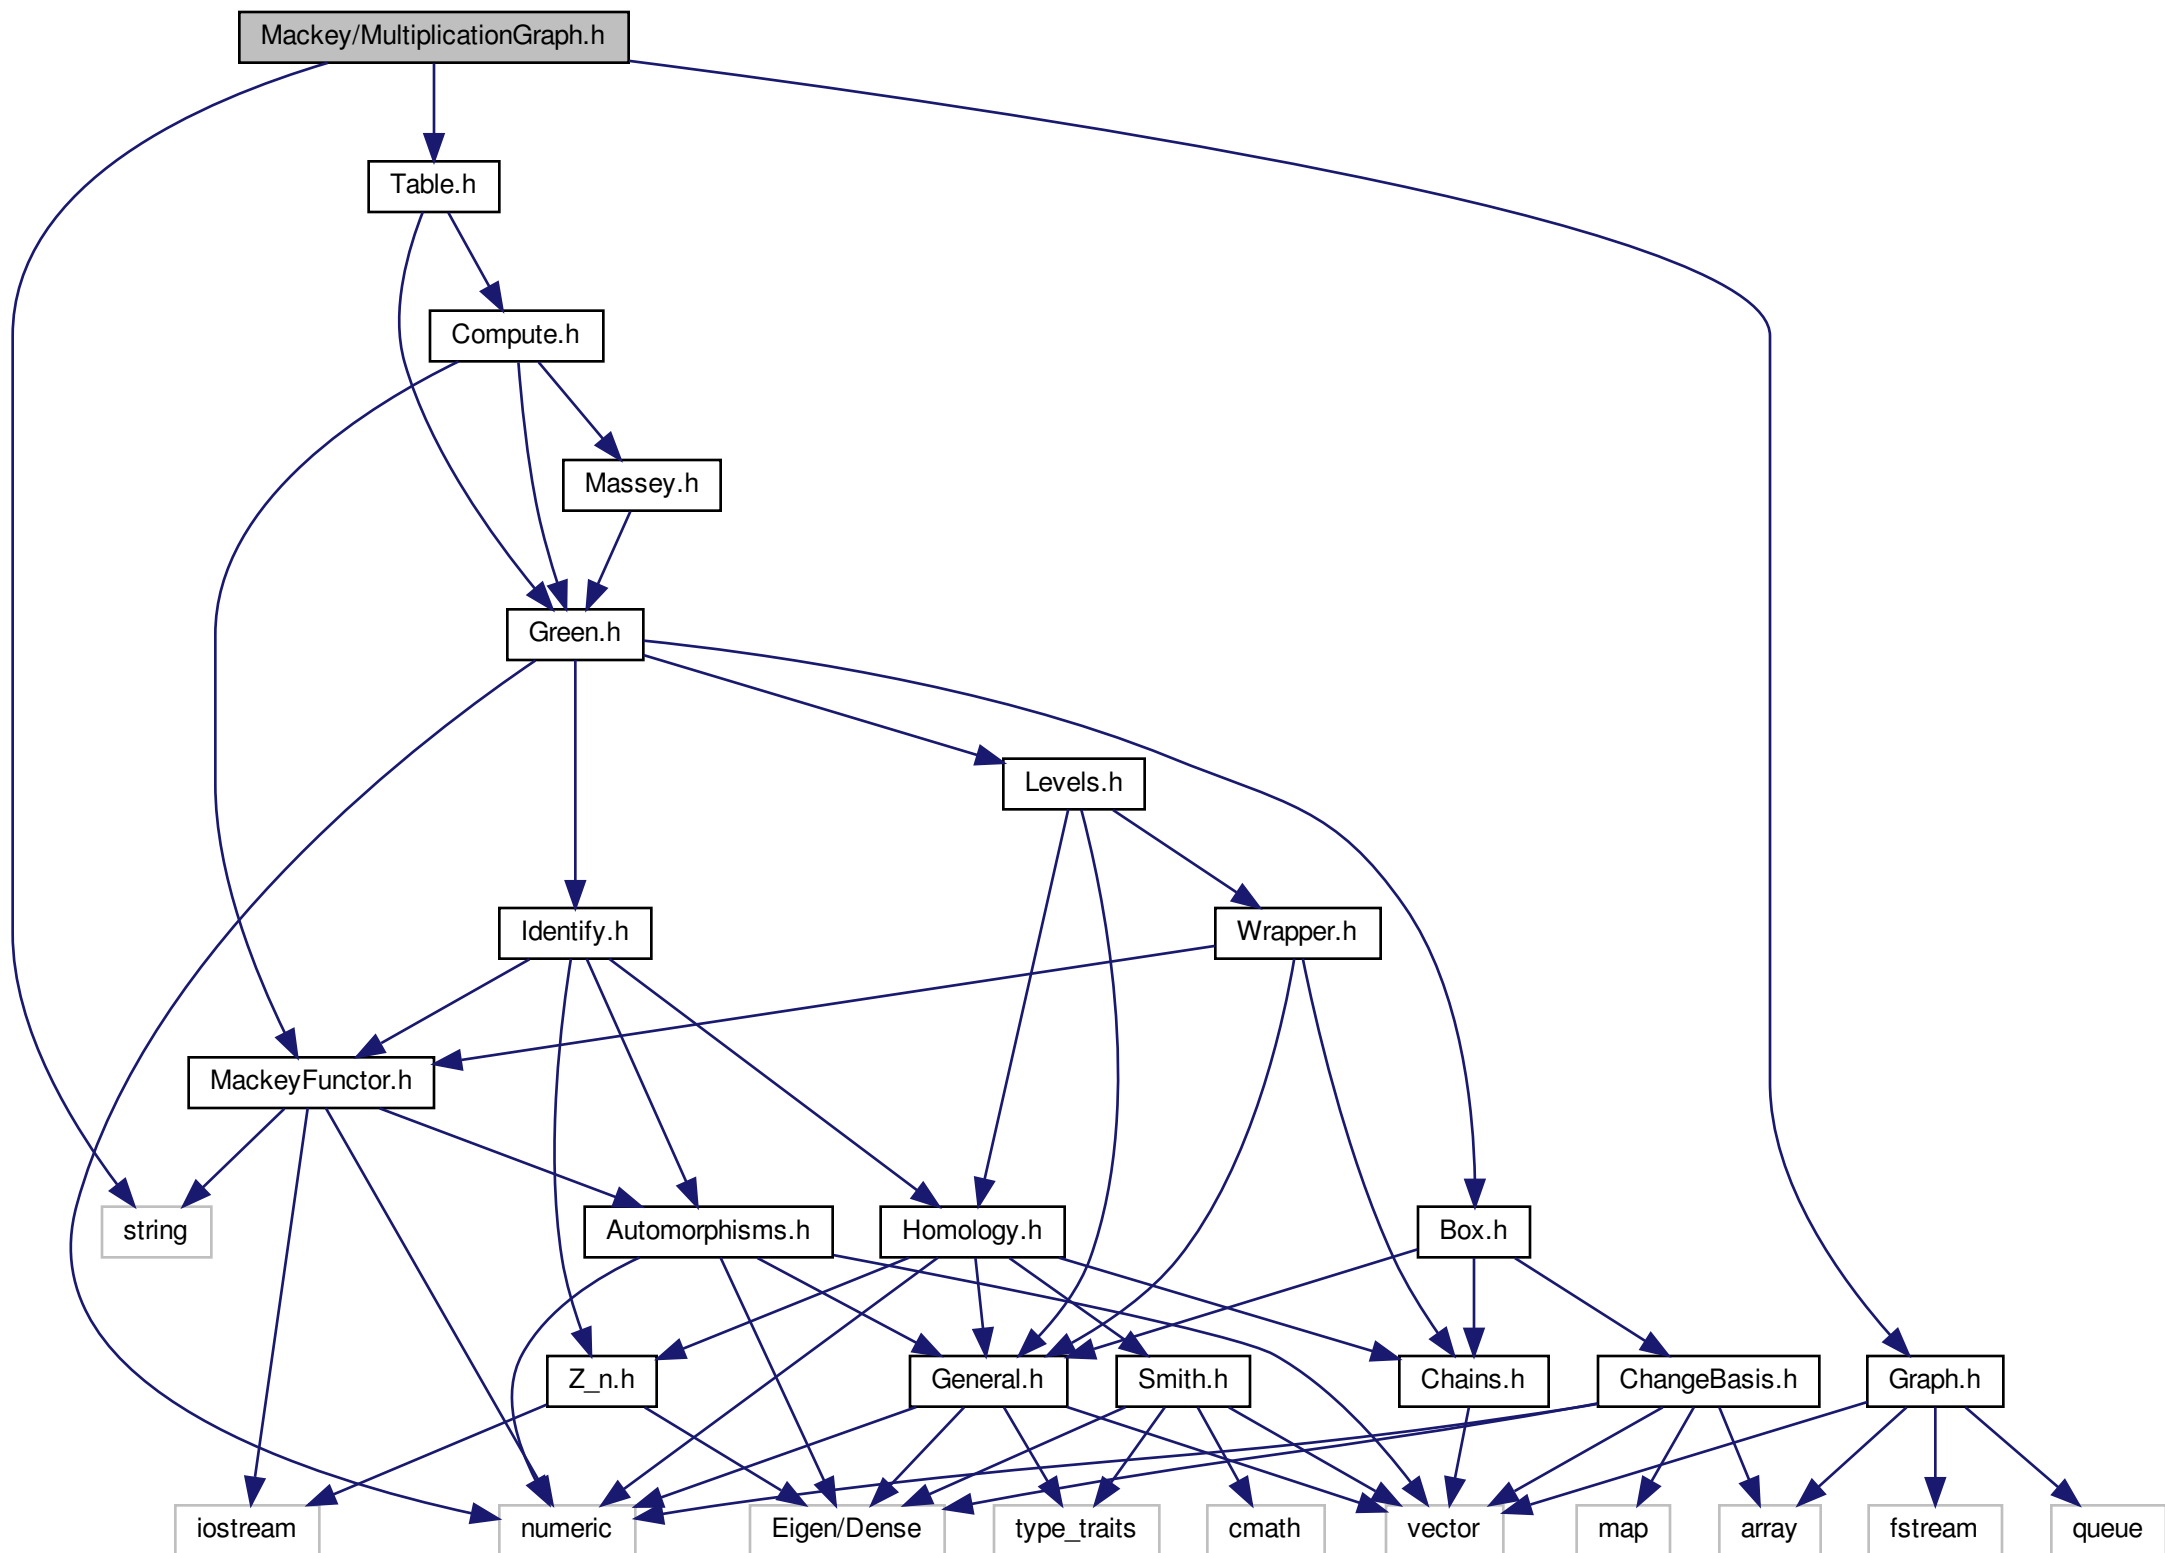 Mackey/MultiplicationGraph.h
Table.h
Compute.h
Massey.h
Green.h
Levels.h
Identify.h
Wrapper.h
MackeyFunctor.h
string
Automorphisms.h
Homology.h
Box.h
Z_n.h
General.h
Smith.h
Chains.h
ChangeBasis.h
Graph.h
iostream
numeric
Eigen/Dense
type_traits
cmath
vector
map
array
fstream
queue